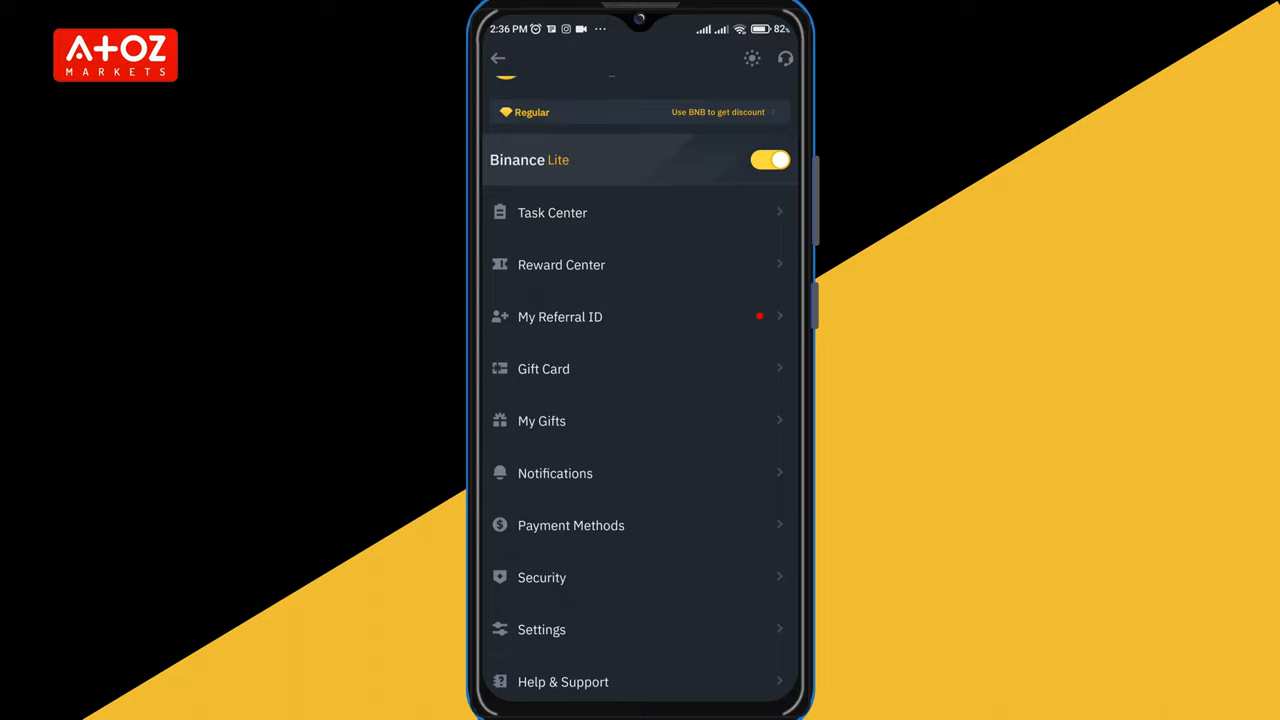 A+OZ
MARKETS
2:36 PM
82%
Regular
Use BNB to get discount
Binance Lite
Task Center
Reward Center
My Referral ID
Gift Card
My Gifts
Notifications
Payment Methods
Security
Settings
Help & Support